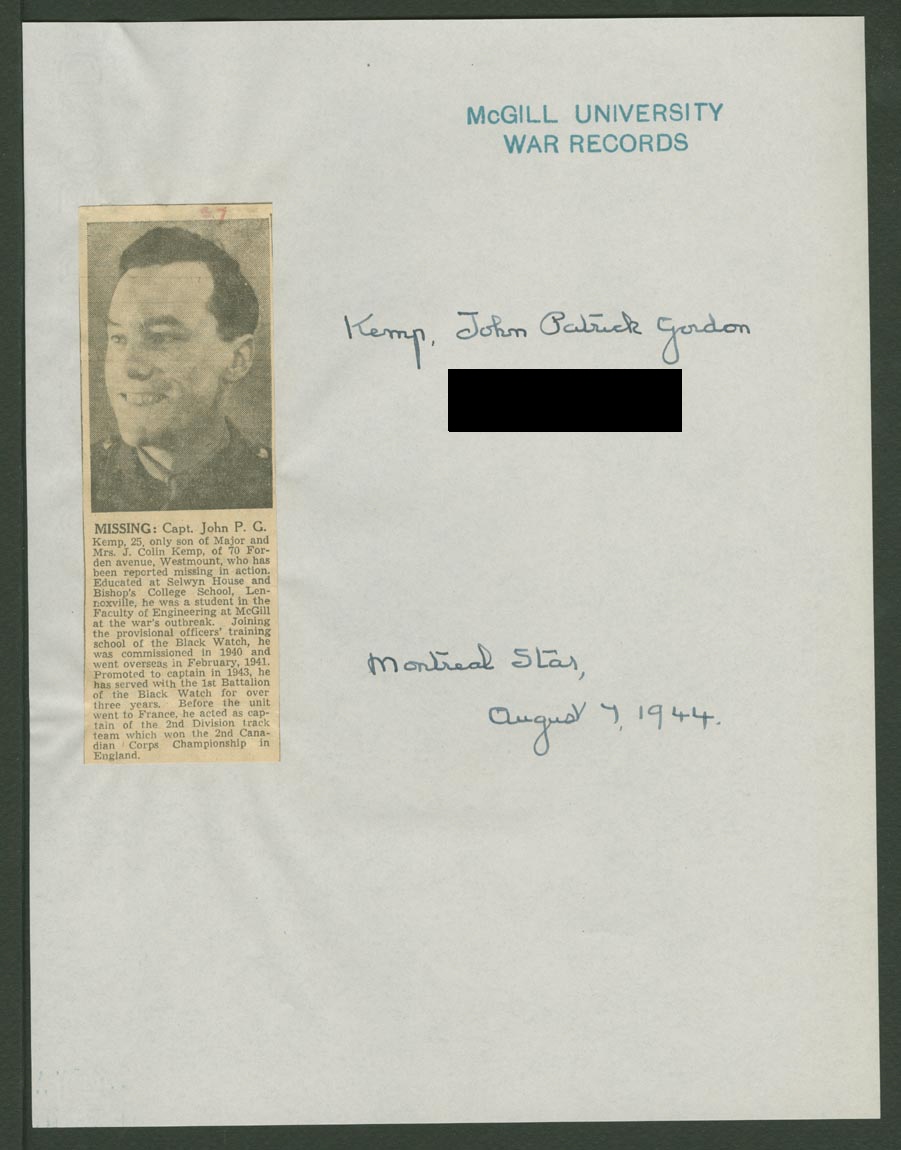 McGILL UNIVERSITY
WAR RECORDS
37
Kemp, John Patrick Gordon
MISSING: Capt. John P. G.
Kemp, 25, only son of Major and
Mrs. J. Colin Kemp, of 70 For-
den avenue, Westmount, who has
been reported missing in action.
Educated at Selwyn House and
Bishop's College School, Len-
noxville, he was a student in the
Faculty of Engineering at McGill
at the war's outbreak. Joining
the provisional officers' training
school of the Black Watch, he
was commissioned in 1940 and
went overseas in February, 1941.
Promoted to captain in 1943, he
has served with the 1st Battalion
of the Black Watch for over
three years. Before the unit
went to France, he acted as cap-
tain of the 2nd Division track
team which won the 2nd Cana-
dian Corps Championship in
England.
Montreal Star,
August 7, 1944.